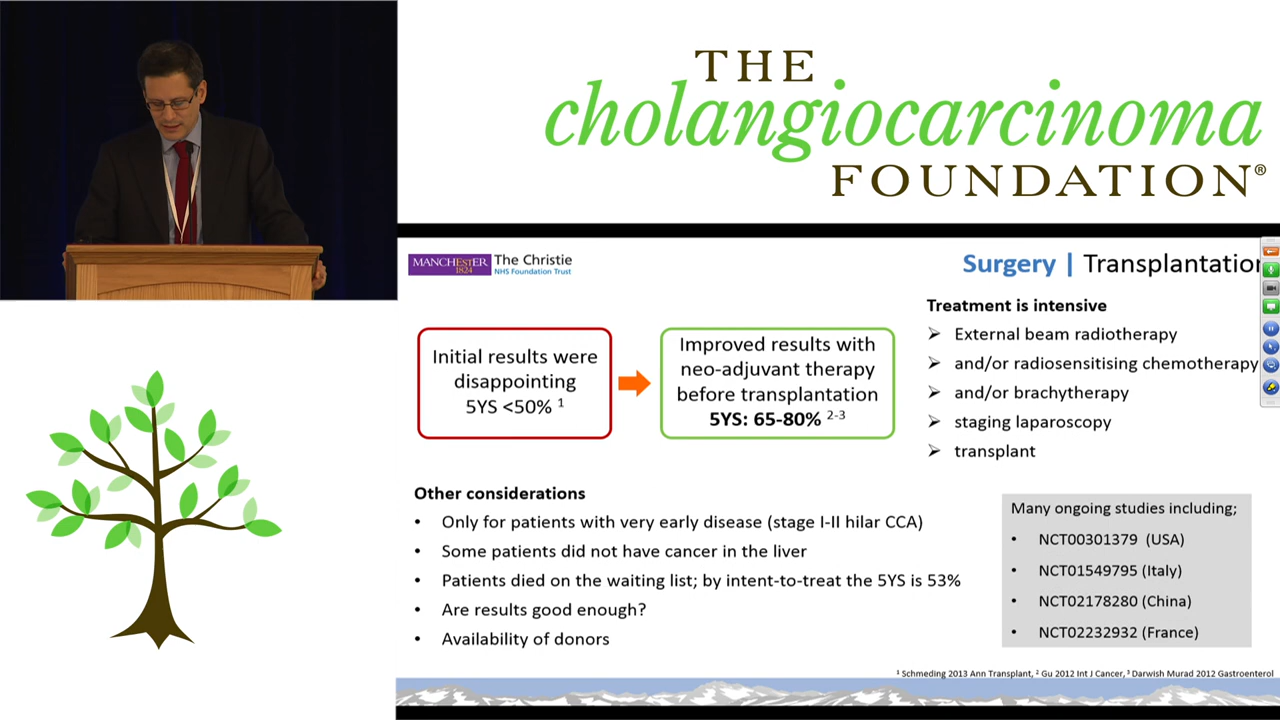 THE
cholangiocarcinoma
FOUNDATION®
MANCHESTER
1824
The Christie
NHS Foundation Trust
Surgery | Transplantation
Initial results were
disappointing
5YS <50% 1
Improved results with
neo-adjuvant therapy
before transplantation
5YS: 65-80% 2-3
Treatment is intensive
➢ External beam radiotherapy
➢ and/or radiosensitising chemotherapy
➢ and/or brachytherapy
➢ staging laparoscopy
➢ transplant
Other considerations
• Only for patients with very early disease (stage I-II hilar CCA)
• Some patients did not have cancer in the liver
• Patients died on the waiting list; by intent-to-treat the 5YS is 53%
• Are results good enough?
• Availability of donors
Many ongoing studies including;
• NCT00301379 (USA)
• NCT01549795 (Italy)
• NCT02178280 (China)
• NCT02232932 (France)
1 Schmeding 2013 Ann Transplant, 2 Gu 2012 Int J Cancer, 3 Darwish Murad 2012 Gastroenterol